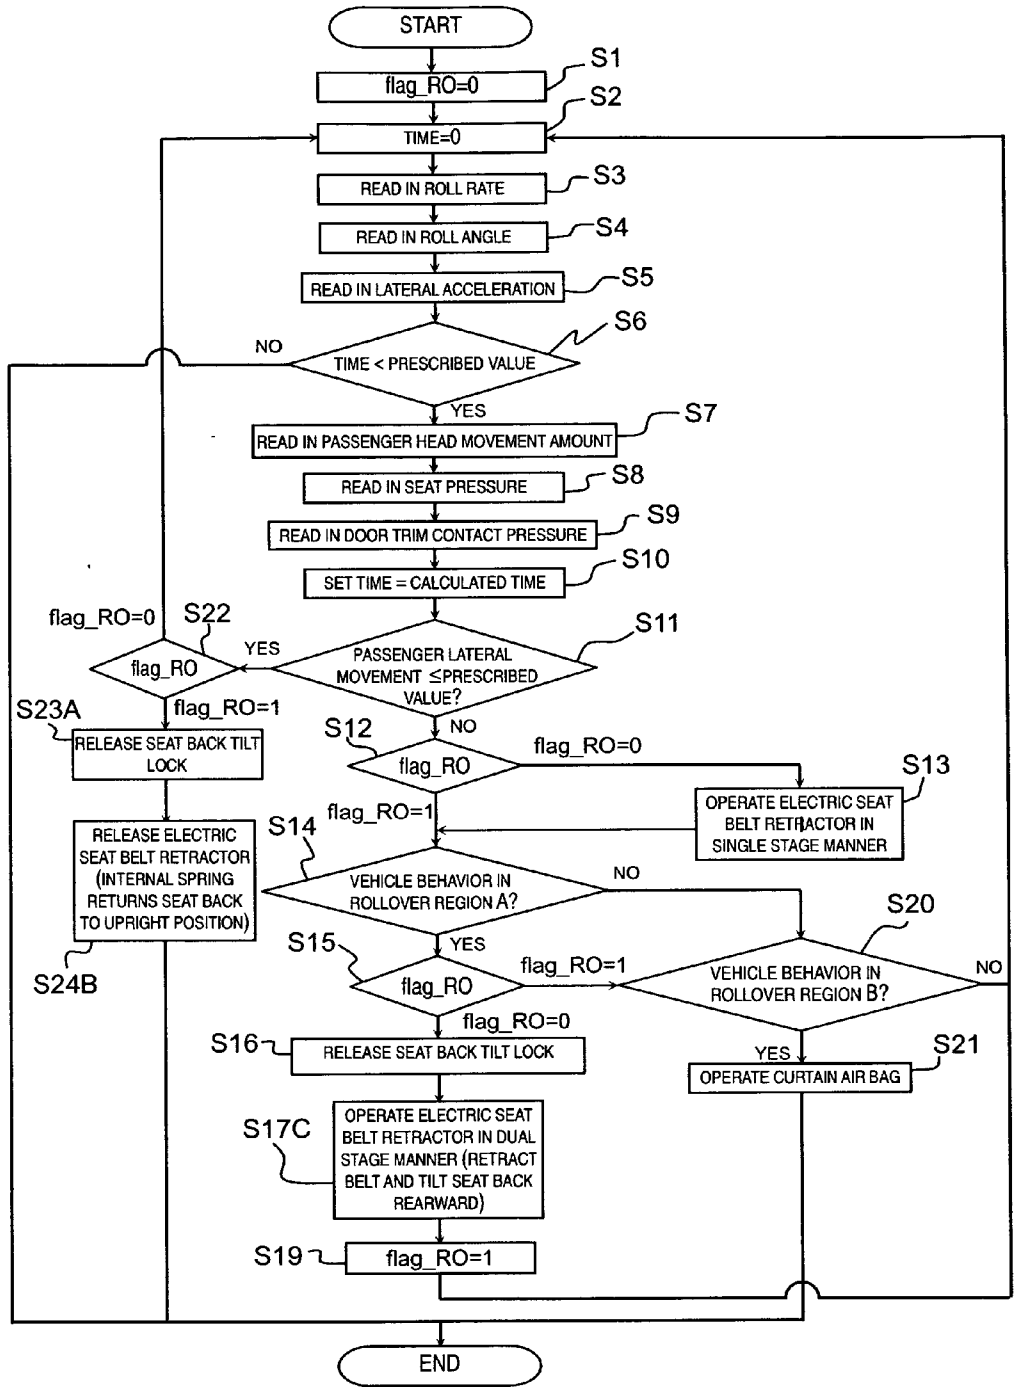 START
S1
flag_RO=0
S2
TIME=0
S3
READ IN ROLL RATE
S4
READ IN ROLL ANGLE
S5
READ IN LATERAL ACCELERATION
S6
NO
TIME < PRESCRIBED VALUE
YES
S7
READ IN PASSENGER HEAD MOVEMENT AMOUNT
S8
READ IN SEAT PRESSURE
S9
READ IN DOOR TRIM CONTACT PRESSURE
S10
SET TIME = CALCULATED TIME
S11
PASSENGER LATERAL
MOVEMENT ≤PRESCRIBED
VALUE?
YES
NO
flag_RO=0
S22
flag_RO
flag_RO=1
S23A
RELEASE SEAT BACK TILT
LOCK
RELEASE ELECTRIC
SEAT BELT RETRACTOR
(INTERNAL SPRING
RETURNS SEAT BACK
TO UPRIGHT POSITION)
S24B
S12
flag_RO
flag_RO=0
flag_RO=1
S13
OPERATE ELECTRIC SEAT
BELT RETRACTOR IN
SINGLE STAGE MANNER
S14
VEHICLE BEHAVIOR IN
ROLLOVER REGION A?
NO
YES
S15
flag_RO
flag_RO=1
flag_RO=0
S20
VEHICLE BEHAVIOR IN
ROLLOVER REGION B?
NO
YES
S21
OPERATE CURTAIN AIR BAG
S16
RELEASE SEAT BACK TILT LOCK
S17C
OPERATE ELECTRIC SEAT
BELT RETRACTOR IN DUAL
STAGE MANNER (RETRACT
BELT AND TILT SEAT BACK
REARWARD)
S19
flag_RO=1
END